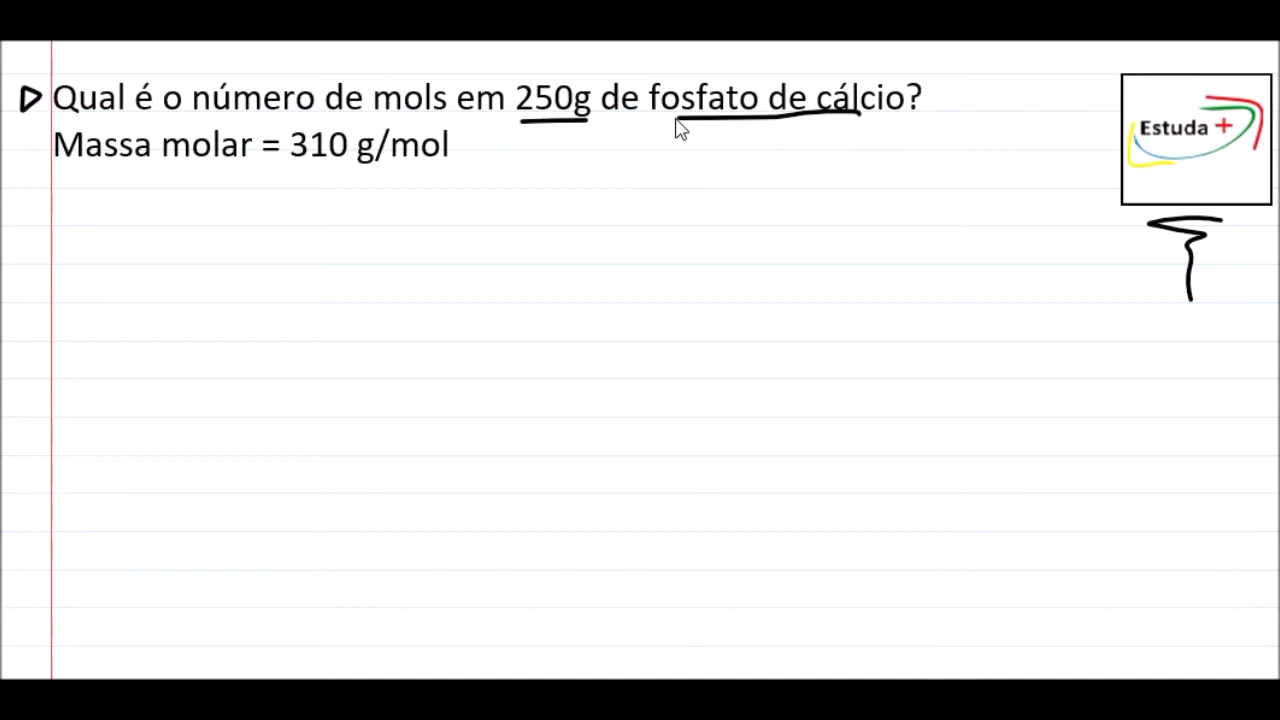 Qual é o número de mols em 250g de fosfato de cálcio?
Massa molar = 310 g/mol
Estuda +